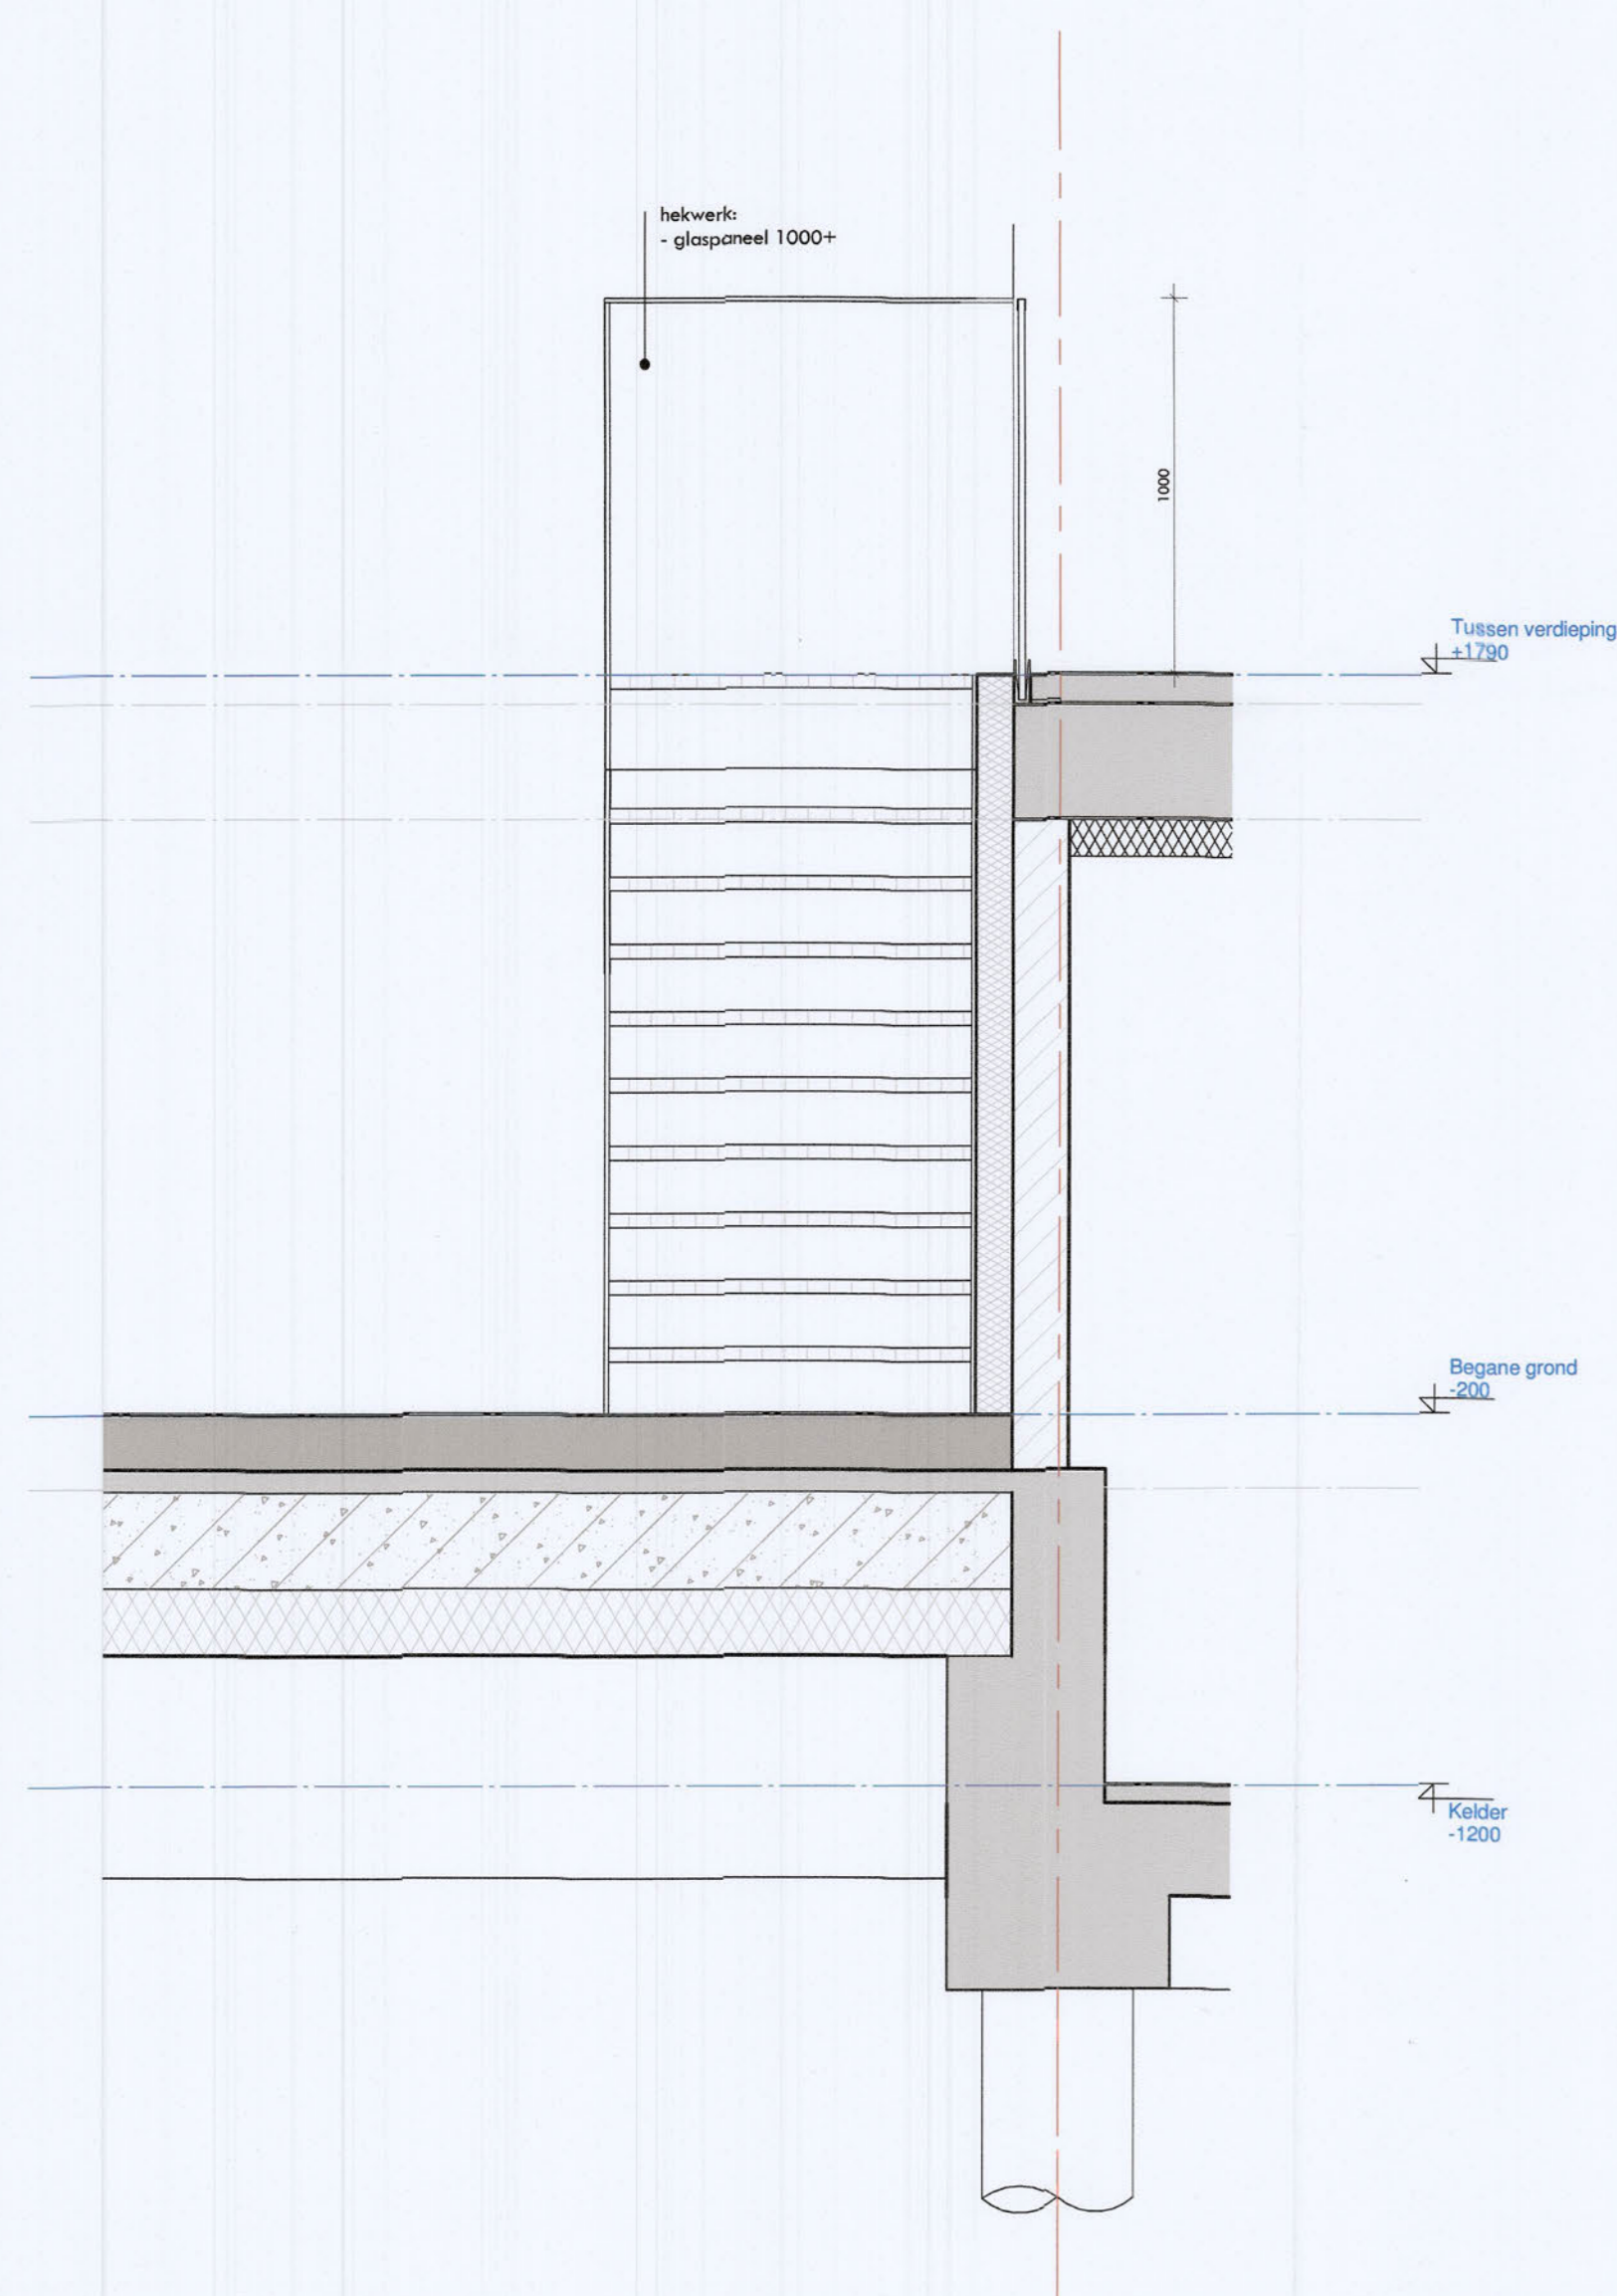 hekwerk:
- glaspaneel 1000+
1000
Tussen verdieping
+1790
Begane grond
-200
Kelder
-1200